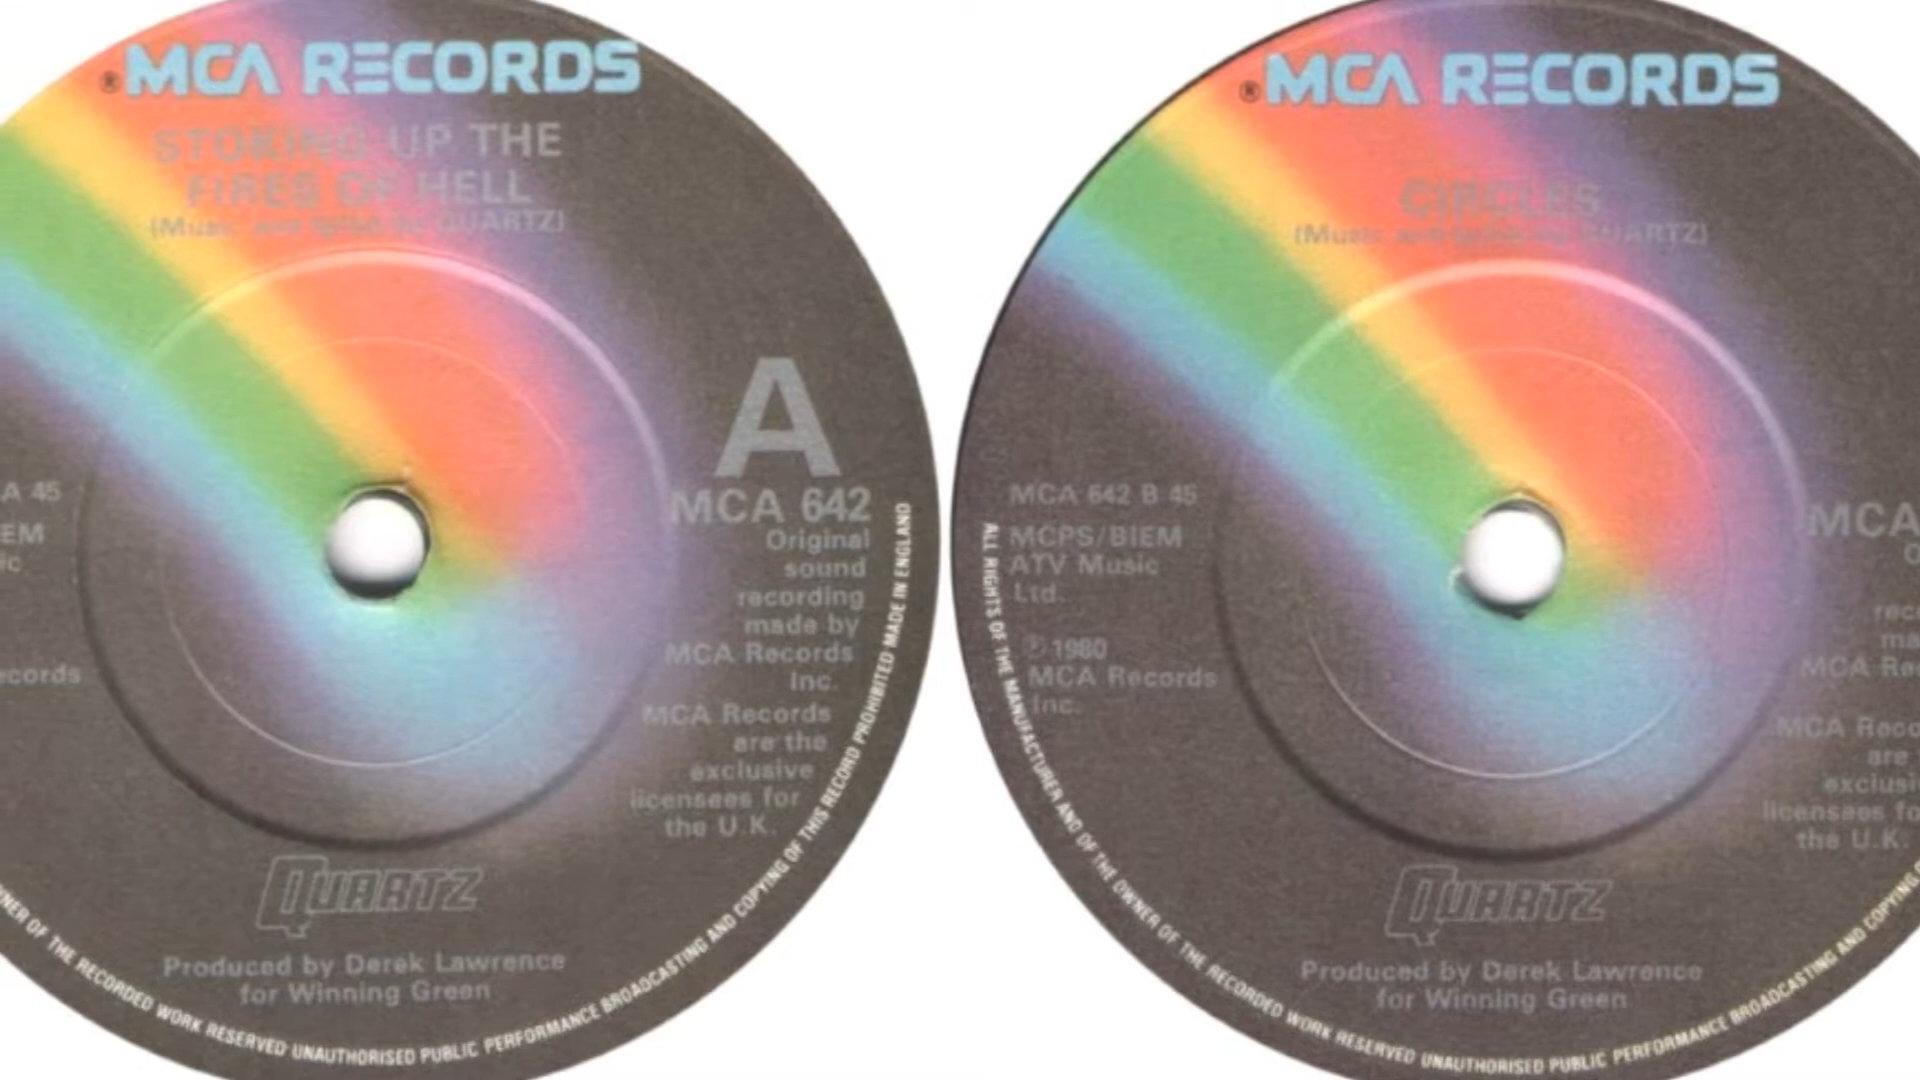 ® MCA RECORDS
STOKING UP THE
FIRES OF HELL
(Music and lyrics by QUARTZ)
A
A 45
EM
ic
ecords
MCA 642
Original
sound
recording
made by
MCA Records
Inc.
MCA Records
are the
exclusive
licensees for
the U.K.
QUARTZ
Produced by Derek Lawrence
for Winning Green
NER OF THE RECORDED WORK RESERVED UNAUTHORISED PUBLIC PERFORMANCE BROADCASTING AND COPYING OF THIS RECORD PROHIBITED MADE IN ENGLAND
® MCA RECORDS
CIRCLES
(Music and lyrics by QUARTZ)
MCA 642 B 45
MCPS/BIEM
ATV Music
Ltd.
℗ 1980
MCA Records
Inc.
MCA
O
reco
ma
MCA Rec
MCA Reco
are
exclusi
licensees fo
the U.K.
QUARTZ
Produced by Derek Lawrence
for Winning Green
ALL RIGHTS OF THE MANUFACTURER AND OF THE OWNER OF THE RECORDED WORK RESERVED UNAUTHORISED PUBLIC PERFORMANCE BROADCASTING AND COPYING